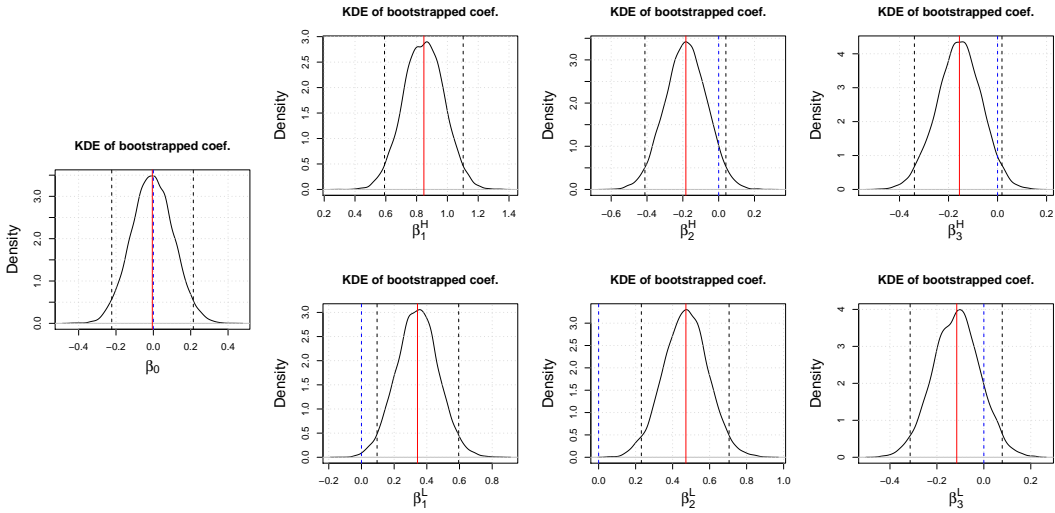 KDE of bootstrapped coef.
Density
0.0 1.0 2.0 3.0
−0.4 −0.2 0.0 0.2 0.4
β0
KDE of bootstrapped coef.
Density
0.0 0.5 1.0 1.5 2.0 2.5 3.0
0.2 0.4 0.6 0.8 1.0 1.2 1.4
β1H
KDE of bootstrapped coef.
Density
0.0 1.0 2.0 3.0
−0.6 −0.4 −0.2 0.0 0.2
β2H
KDE of bootstrapped coef.
Density
0 1 2 3 4
−0.4 −0.2 0.0 0.2
β3H
KDE of bootstrapped coef.
Density
0.0 0.5 1.0 1.5 2.0 2.5 3.0
−0.2 0.0 0.2 0.4 0.6 0.8
β1L
KDE of bootstrapped coef.
Density
0.0 0.5 1.0 1.5 2.0 2.5 3.0
0.0 0.2 0.4 0.6 0.8 1.0
β2L
KDE of bootstrapped coef.
Density
0 1 2 3 4
−0.4 −0.2 0.0 0.2
β3L